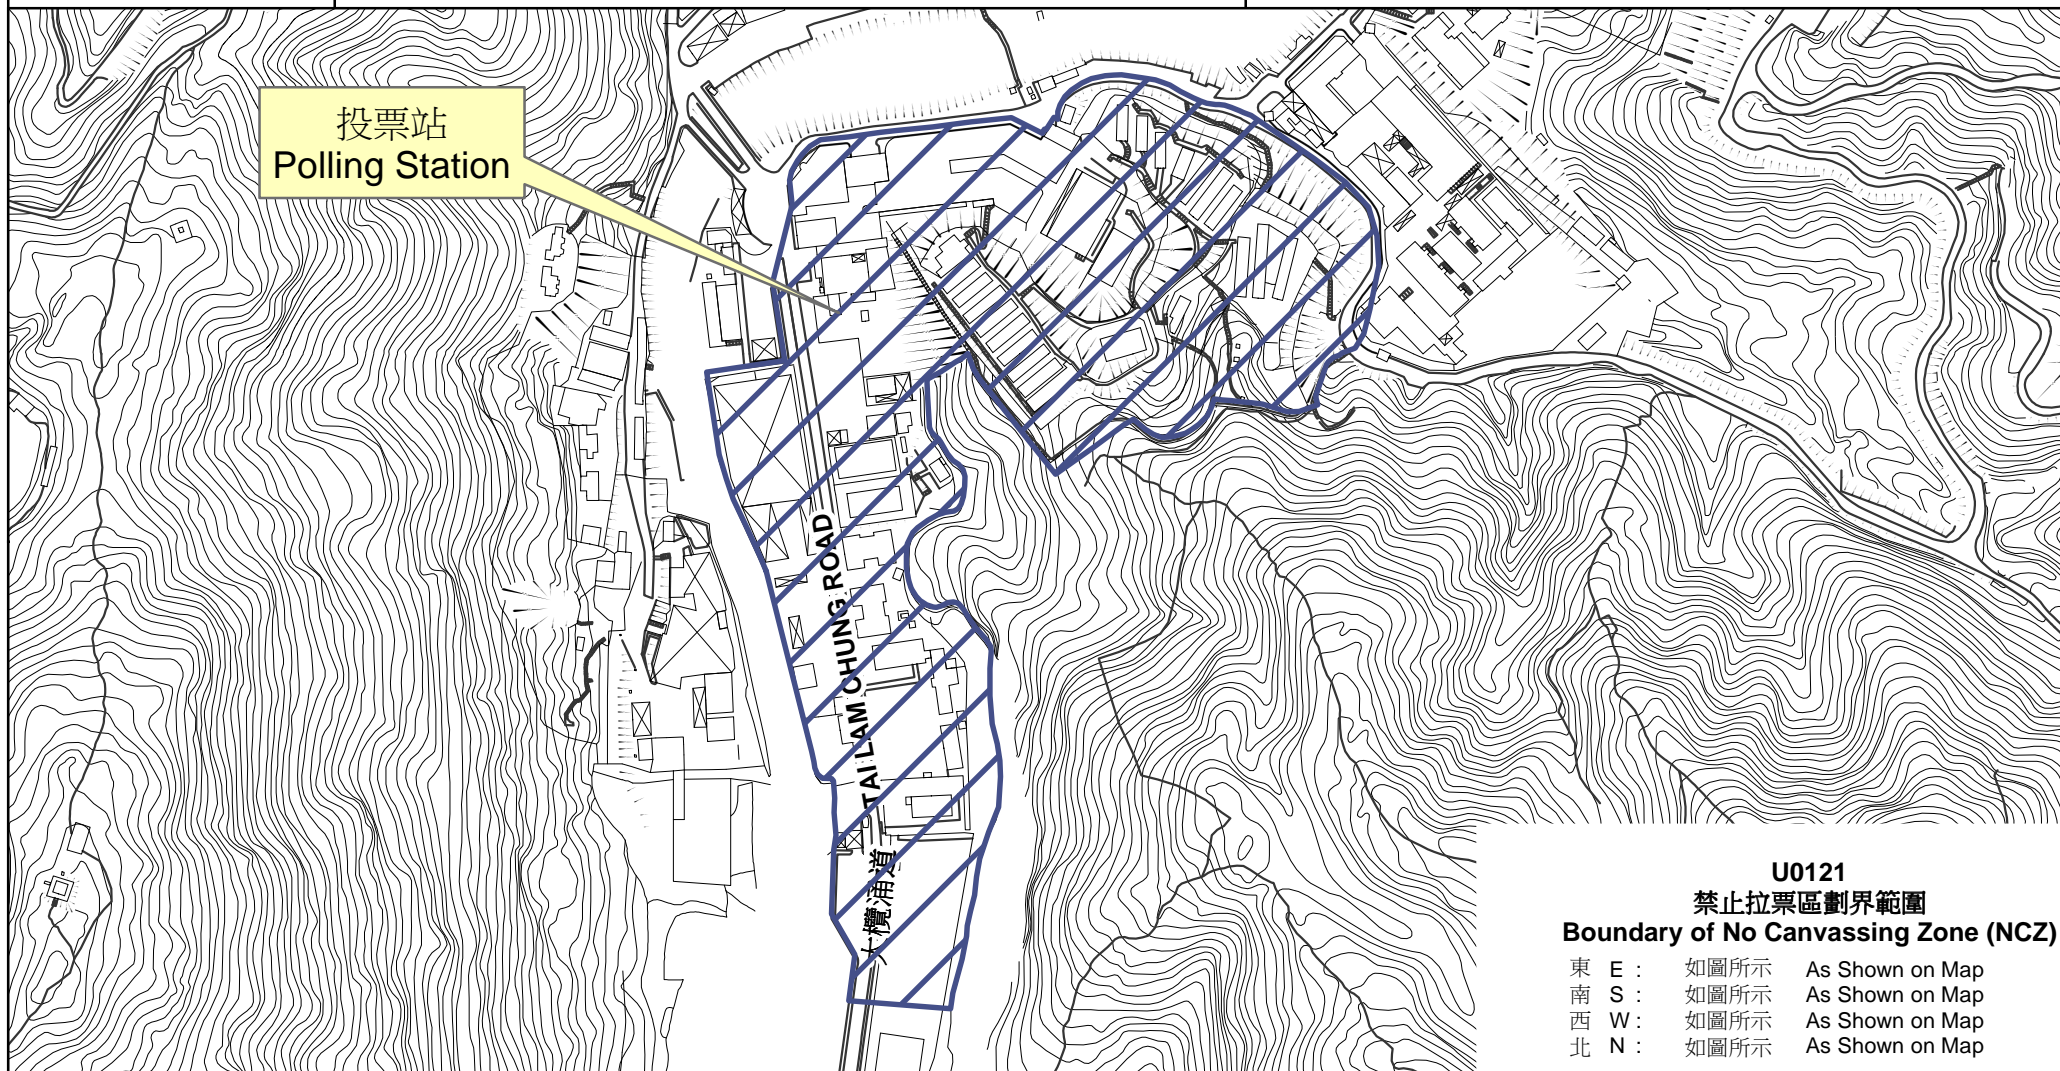 投票站
Polling Station
TAI LAM CHUNG ROAD
大欖涌道
U0121
禁止拉票區劃界範圍
Boundary of No Canvassing Zone (NCZ)
東 E : 如圖所示 As Shown on Map
南 S : 如圖所示 As Shown on Map
西 W : 如圖所示 As Shown on Map
北 N : 如圖所示 As Shown on Map